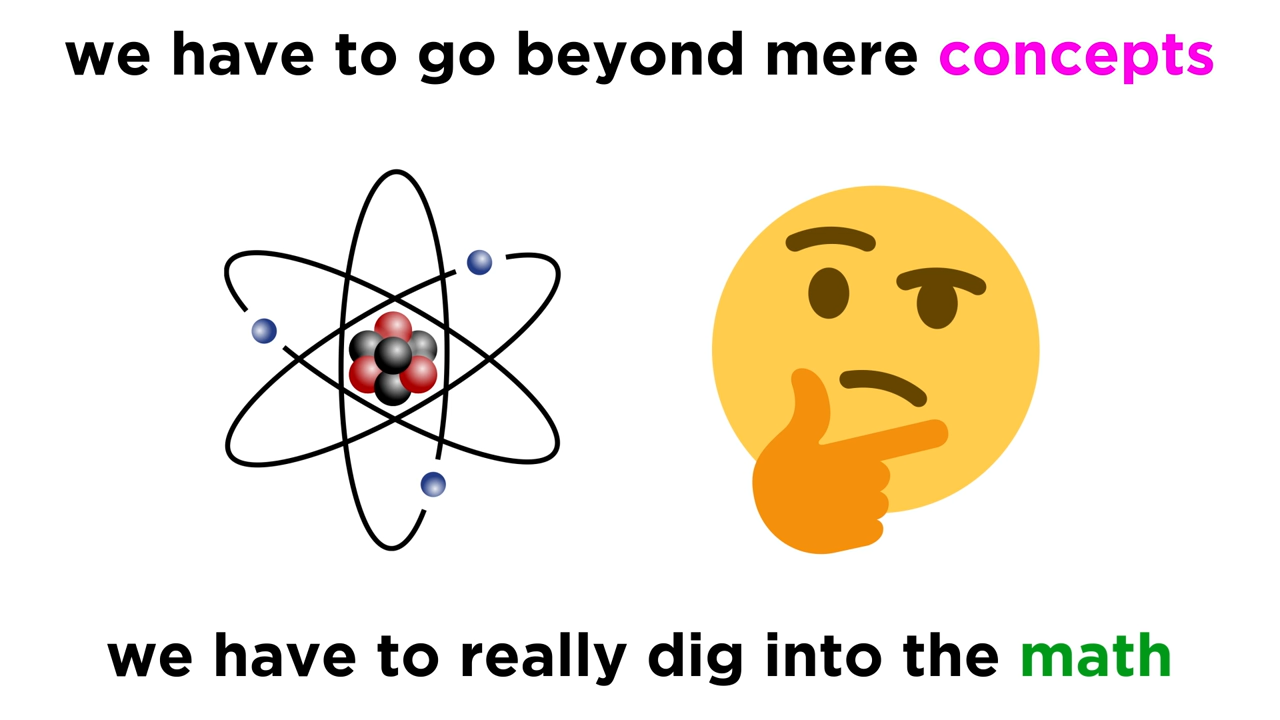 we have to go beyond mere concepts
we have to really dig into the math